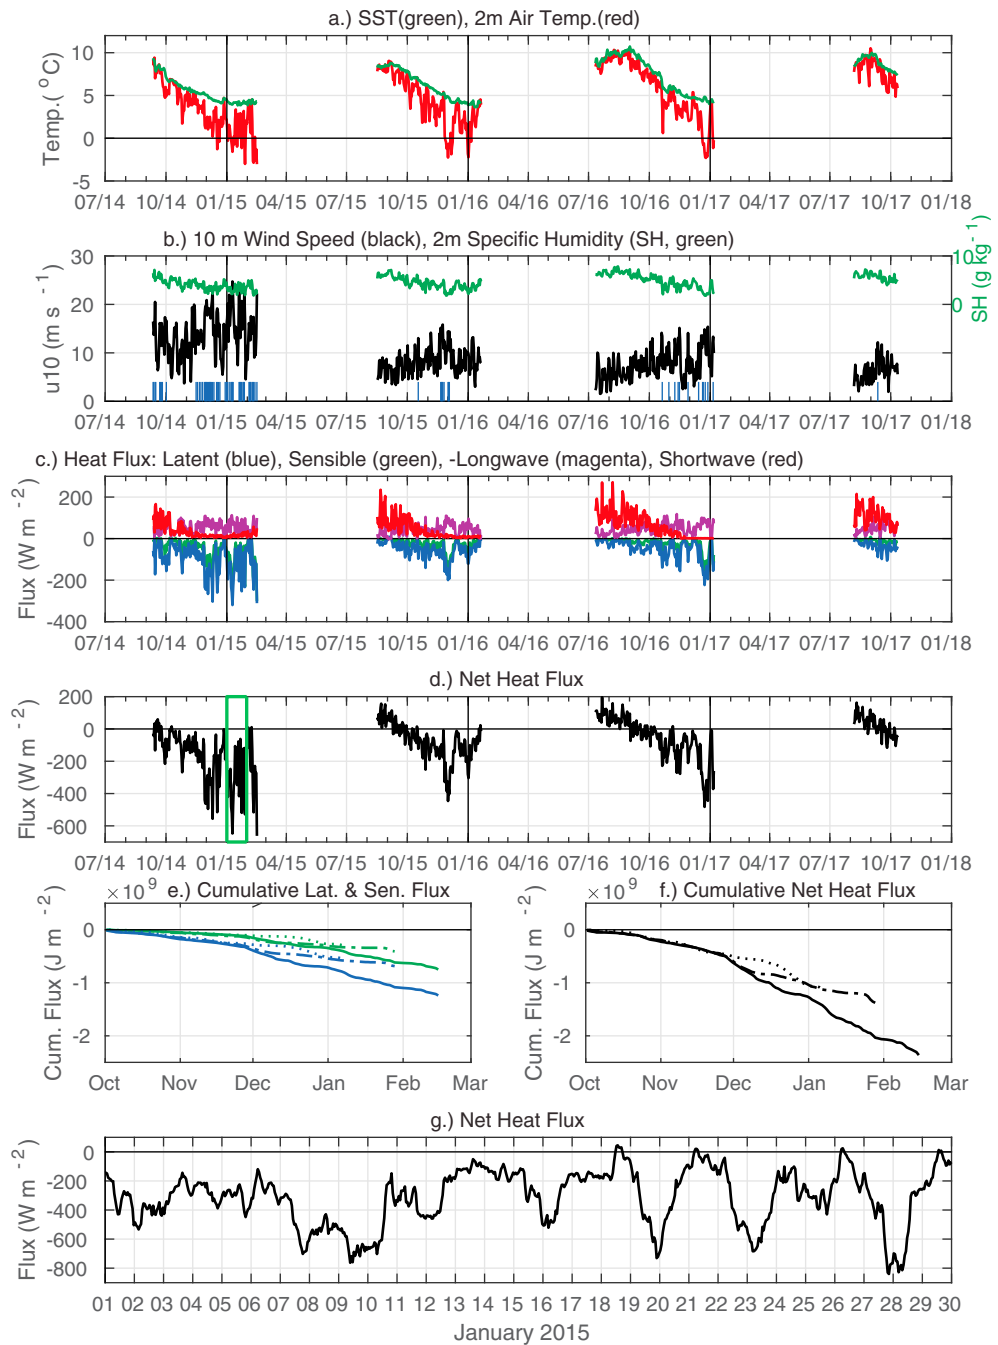 a.) SST(green), 2m Air Temp.(red)
Temp.( °C)
10
5
0
-5
07/14 10/14 01/15 04/15 07/15 10/15 01/16 04/16 07/16 10/16 01/17 04/17 07/17 10/17 01/18
b.) 10 m Wind Speed (black), 2m Specific Humidity (SH, green)
u10 (m s -1)
30
20
10
0
10
0
SH (g kg-1)
07/14 10/14 01/15 04/15 07/15 10/15 01/16 04/16 07/16 10/16 01/17 04/17 07/17 10/17 01/18
c.) Heat Flux: Latent (blue), Sensible (green), -Longwave (magenta), Shortwave (red)
Flux (W m -2)
200
0
-200
-400
07/14 10/14 01/15 04/15 07/15 10/15 01/16 04/16 07/16 10/16 01/17 04/17 07/17 10/17 01/18
d.) Net Heat Flux
Flux (W m -2)
200
0
-200
-400
-600
07/14 10/14 01/15 04/15 07/15 10/15 01/16 04/16 07/16 10/16 01/17 04/17 07/17 10/17 01/18
×10 9
e.) Cumulative Lat. & Sen. Flux
Cum. Flux (J m -2)
0
-1
-2
Oct Nov Dec Jan Feb Mar
×10 9
f.) Cumulative Net Heat Flux
Cum. Flux (J m -2)
0
-1
-2
Oct Nov Dec Jan Feb Mar
g.) Net Heat Flux
Flux (W m -2)
0
-200
-400
-600
-800
01 02 03 04 05 06 07 08 09 10 11 12 13 14 15 16 17 18 19 20 21 22 23 24 25 26 27 28 29 30
January 2015